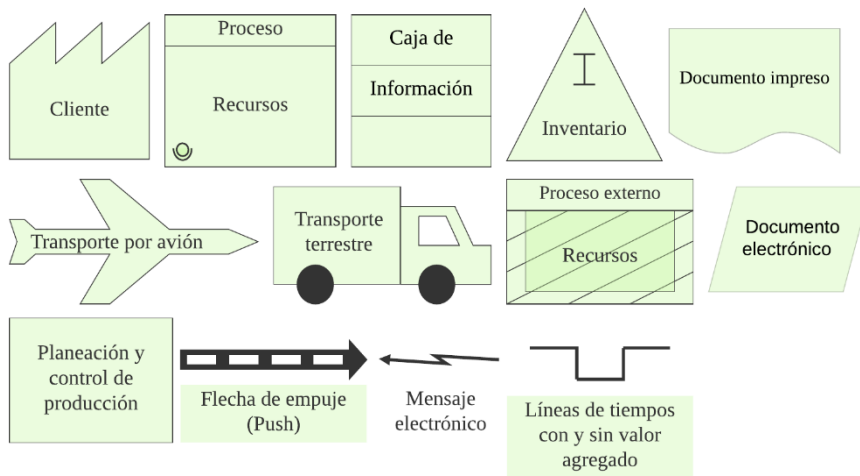 Cliente
Proceso
Recursos
Caja de
Información
I
Inventario
Documento impreso
Transporte por avión
Transporte
terrestre
Proceso externo
Recursos
Documento
electrónico
Planeación y
control de
producción
Flecha de empuje
(Push)
Mensaje
electrónico
Líneas de tiempos
con y sin valor
agregado